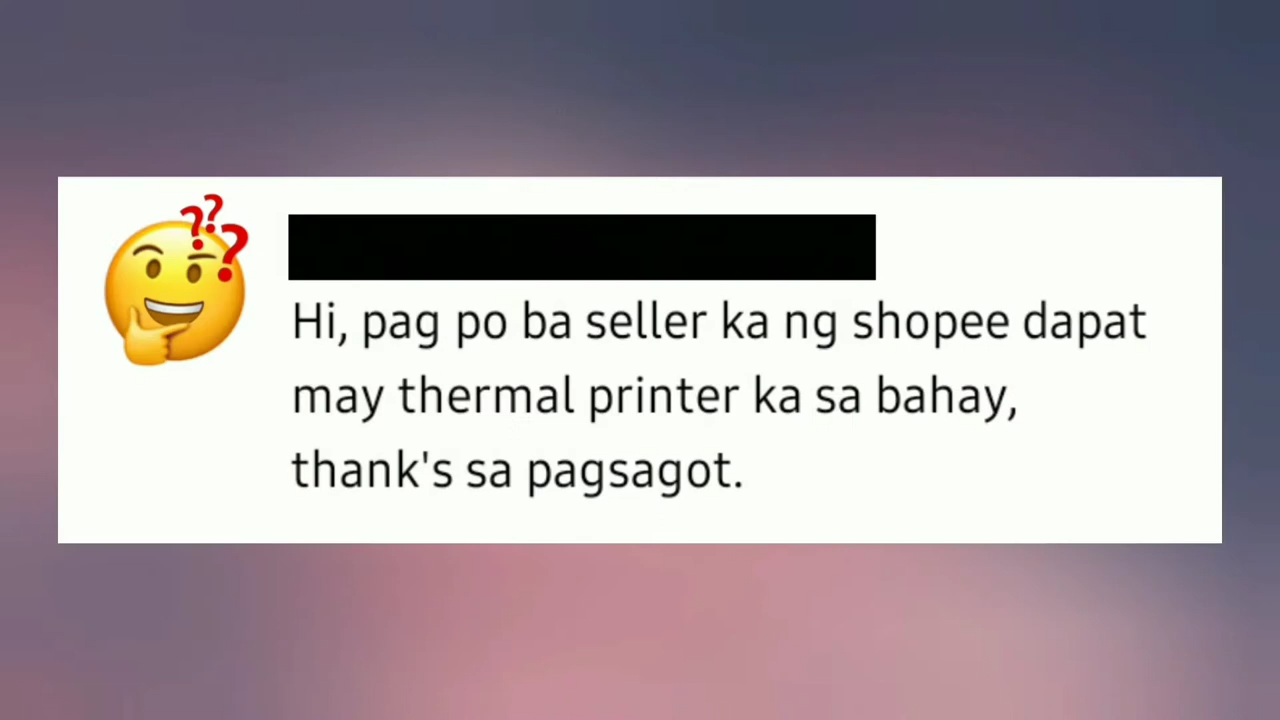 ???
Hi, pag po ba seller ka ng shopee dapat
may thermal printer ka sa bahay,
thank's sa pagsagot.